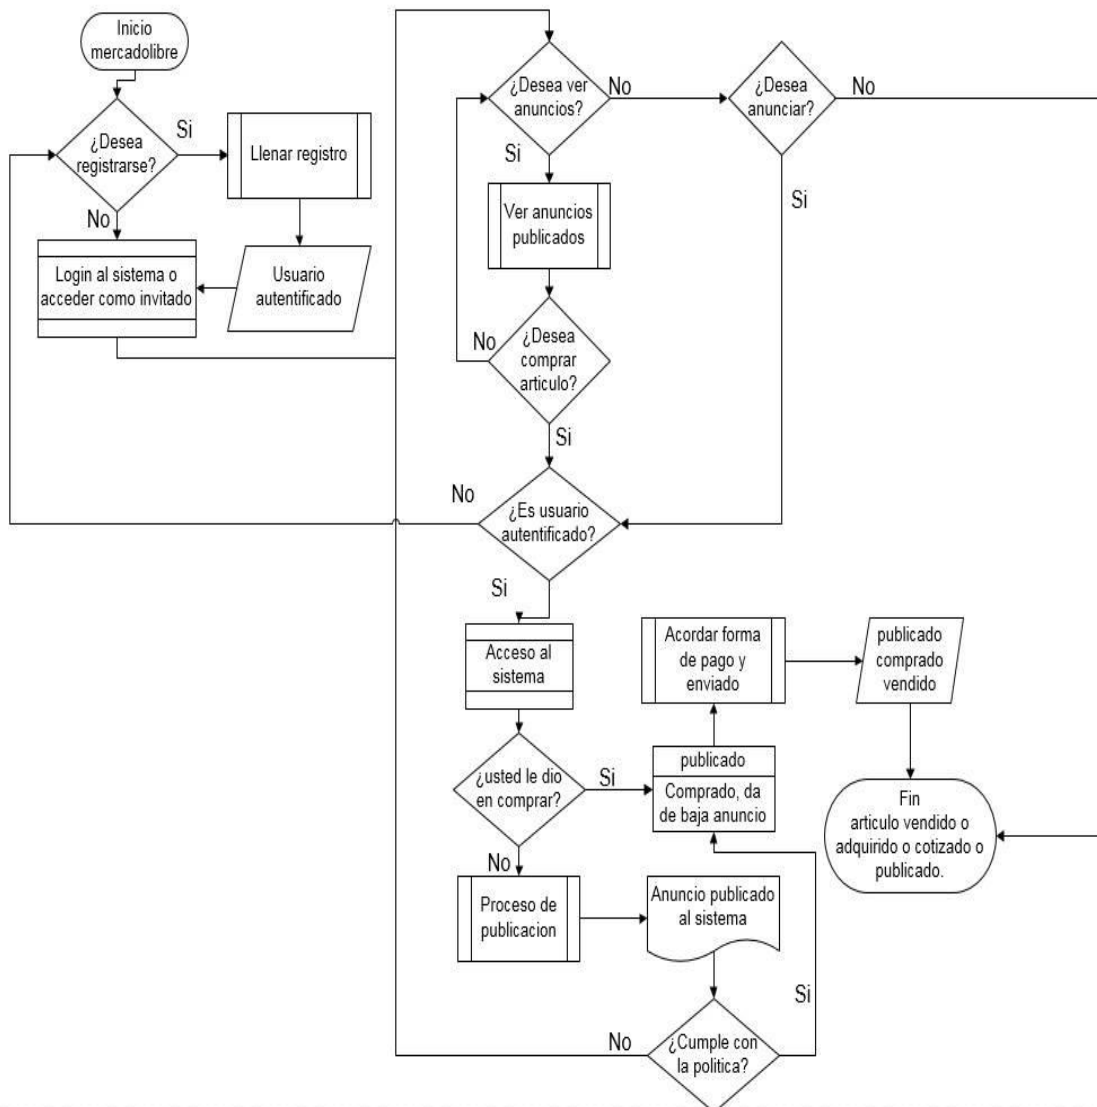 Inicio
mercadolibre
¿Desea
registrarse?
Si
Llenar registro
No
Login al sistema o
acceder como invitado
Usuario
autentificado
¿Desea ver
anuncios?
No
¿Desea
anunciar?
No
Si
Si
Ver anuncios
publicados
No
¿Desea
comprar
articulo?
Si
No
¿Es usuario
autentificado?
Si
Acceso al
sistema
Acordar forma
de pago y
enviado
publicado
comprado
vendido
¿usted le dio
en comprar?
Si
publicado
Comprado, da
de baja anuncio
Fin
articulo vendido o
adquirido o cotizado o
publicado.
No
Proceso de
publicacion
Anuncio publicado
al sistema
Si
No
¿Cumple con
la politica?